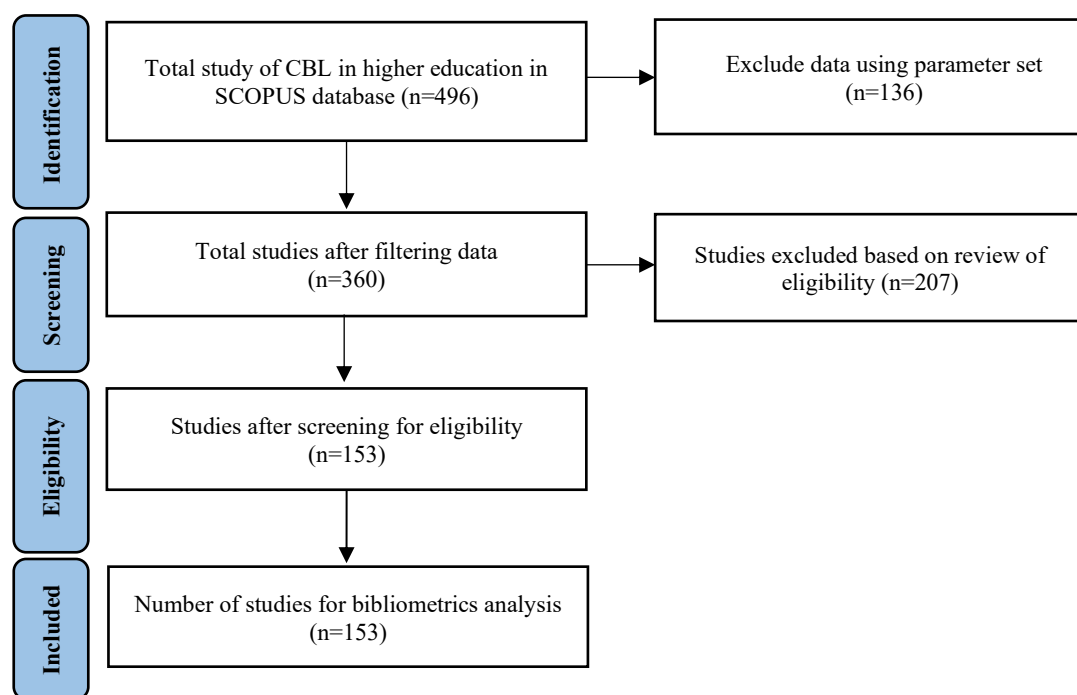 Identification
Total study of CBL in higher education in
SCOPUS database (n=496)
Exclude data using parameter set
(n=136)
Screening
Total studies after filtering data
(n=360)
Studies excluded based on review of
eligibility (n=207)
Eligibility
Studies after screening for eligibility
(n=153)
Included
Number of studies for bibliometrics analysis
(n=153)